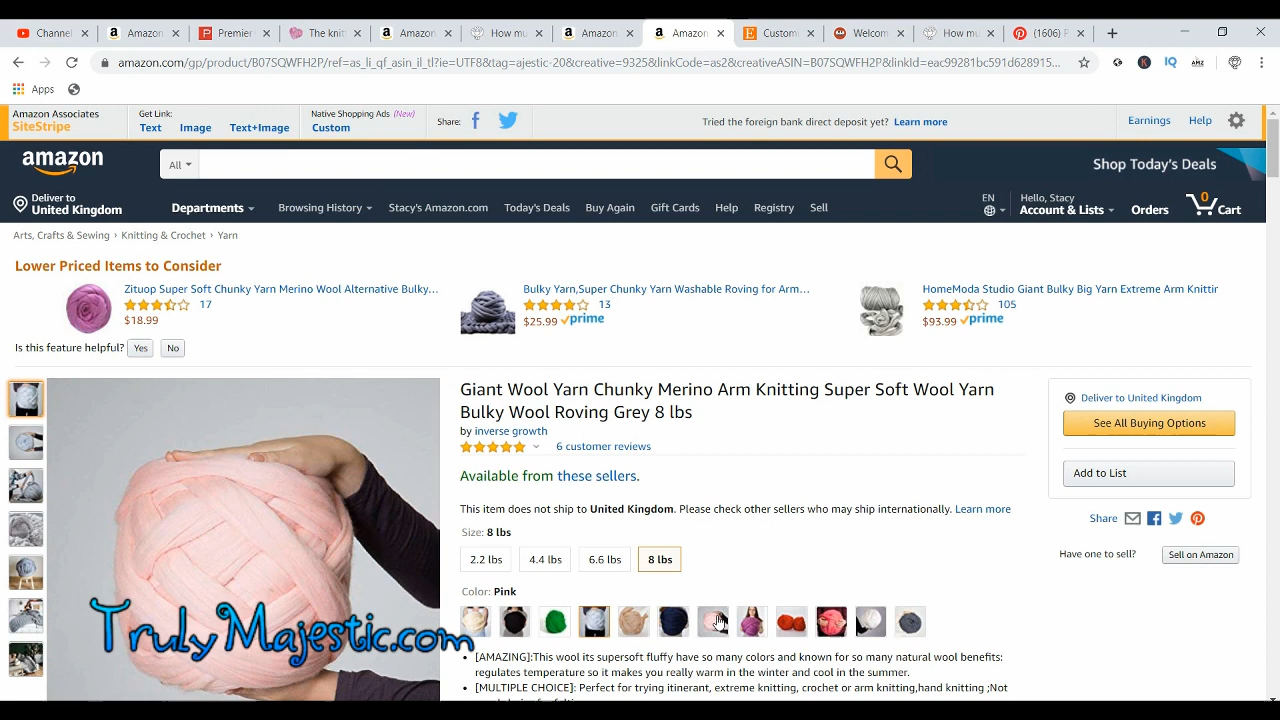 Channel
Amazon
Premier
The knit
Amazon
How mu
Amazon
Amazon
Custom
Welcom
How mu
(1606) P
amazon.com/gp/product/B07SQWFH2P/ref=as_li_qf_asin_il_tl?ie=UTF8&tag=ajestic-20&creative=9325&linkCode=as2&creativeASIN=B07SQWFH2P&linkId=eac99281bc591d628915...
Apps
Amazon Associates
SiteStripe
Get Link:
Text Image Text+Image
Native Shopping Ads (New)
Custom
Share:
Tried the foreign bank direct deposit yet? Learn more
Earnings Help
amazon
All
Shop Today's Deals
Deliver to
United Kingdom
Departments
Browsing History
Stacy's Amazon.com
Today's Deals
Buy Again
Gift Cards
Help
Registry
Sell
EN
Hello, Stacy
Account & Lists
Orders
0
Cart
Arts, Crafts & Sewing › Knitting & Crochet › Yarn
Lower Priced Items to Consider
Zituop Super Soft Chunky Yarn Merino Wool Alternative Bulky...
17
$18.99
Bulky Yarn,Super Chunky Yarn Washable Roving for Arm...
13
$25.99 prime
HomeModa Studio Giant Bulky Big Yarn Extreme Arm Knittir
105
$93.99 prime
Is this feature helpful? Yes No
Giant Wool Yarn Chunky Merino Arm Knitting Super Soft Wool Yarn
Bulky Wool Roving Grey 8 lbs
by inverse growth
6 customer reviews
Available from these sellers.
This item does not ship to United Kingdom. Please check other sellers who may ship internationally. Learn more
Size: 8 lbs
2.2 lbs 4.4 lbs 6.6 lbs 8 lbs
Color: Pink
[AMAZING]:This wool its supersoft fluffy have so many colors and known for so many natural wool benefits:
regulates temperature so it makes you really warm in the winter and cool in the summer.
[MULTIPLE CHOICE]: Perfect for trying itinerant, extreme knitting, crochet or arm knitting,hand knitting ;Not
Deliver to United Kingdom
See All Buying Options
Add to List
Share
Have one to sell? Sell on Amazon
TrulyMajestic.com